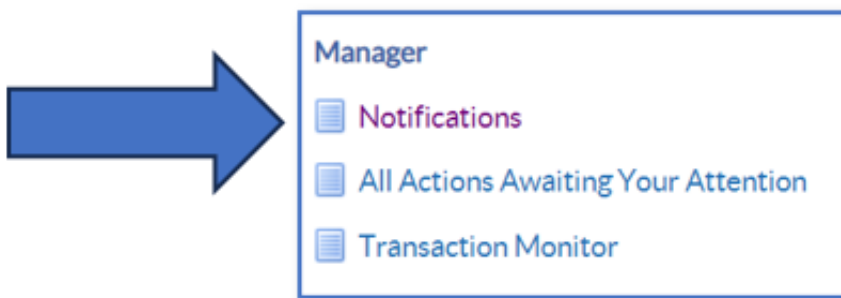 Manager
Notifications
All Actions Awaiting Your Attention
Transaction Monitor